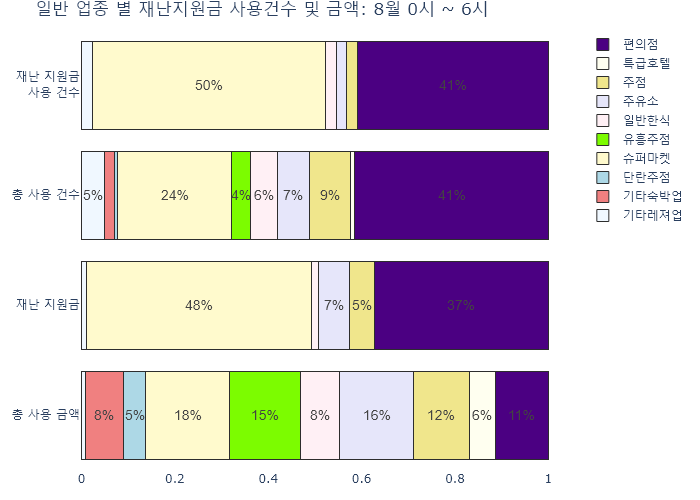 일반 업종 별 재난지원금 사용건수 및 금액: 8월 0시 ~ 6시
재난 지원금
사용 건수
50%
41%
총 사용 건수
5%
24%
4%
6%
7%
9%
41%
재난 지원금
48%
7%
5%
37%
총 사용 금액
8%
5%
18%
15%
8%
16%
12%
6%
11%
0
0.2
0.4
0.6
0.8
1
편의점
특급호텔
주점
주유소
일반한식
유흥주점
슈퍼마켓
단란주점
기타숙박업
기타레져업